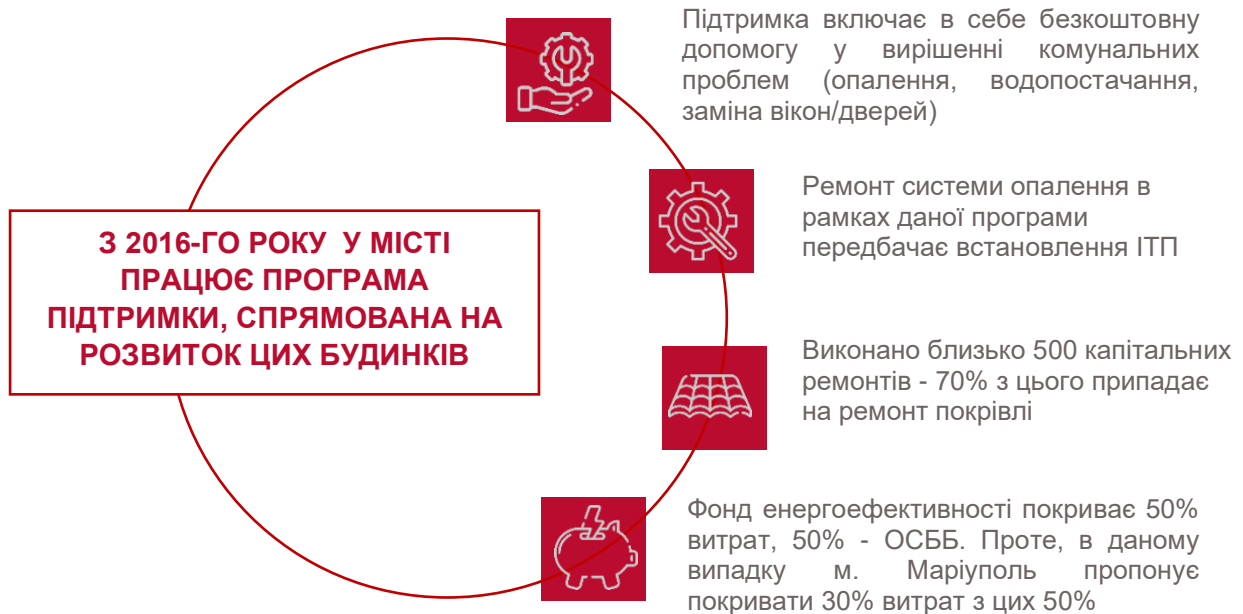 Підтримка включає в себе безкоштовну
допомогу у вирішенні комунальних
проблем (опалення, водопостачання,
заміна вікон/дверей)
Ремонт системи опалення в
рамках даної програми
передбачає встановлення ІТП
З 2016-ГО РОКУ У МІСТІ
ПРАЦЮЄ ПРОГРАМА
ПІДТРИМКИ, СПРЯМОВАНА НА
РОЗВИТОК ЦИХ БУДИНКІВ
Виконано близько 500 капітальних
ремонтів - 70% з цього припадає
на ремонт покрівлі
Фонд енергоефективності покриває 50%
витрат, 50% - ОСББ. Проте, в даному
випадку м. Маріуполь пропонує
покривати 30% витрат з цих 50%